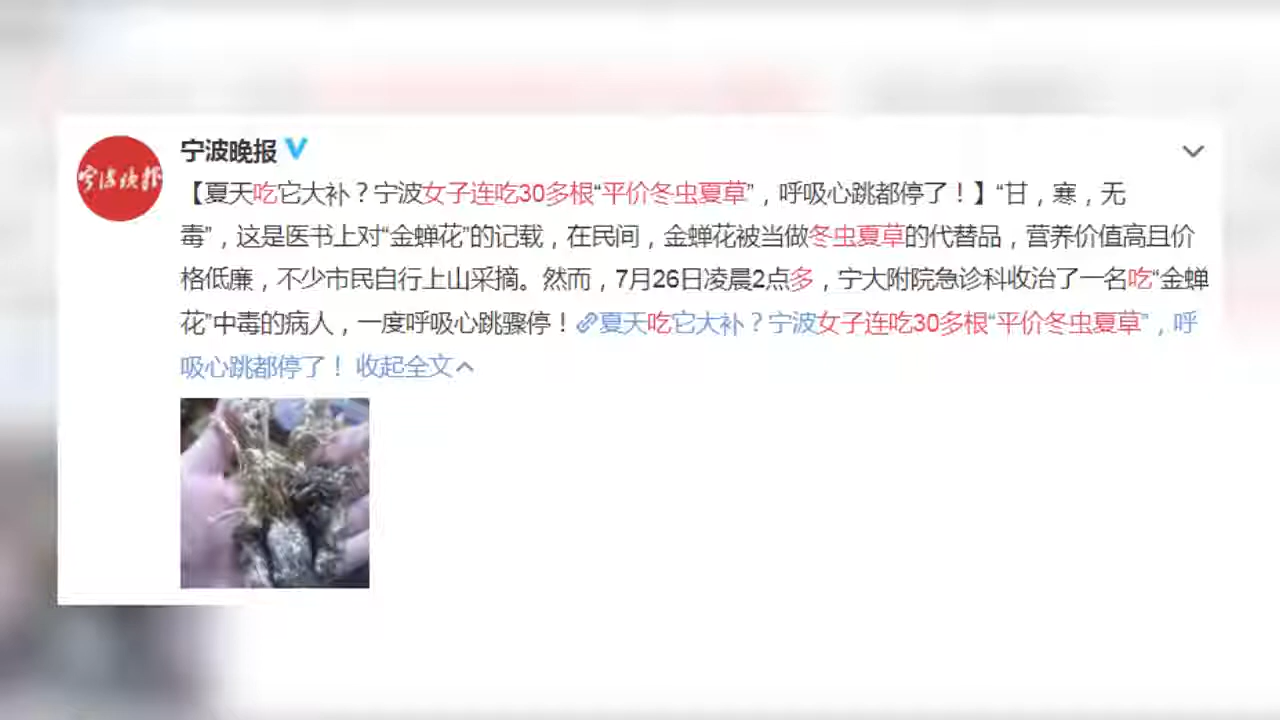 宁波晚报
宁波晚报
【夏天吃它大补？宁波女子连吃30多根“平价冬虫夏草”，呼吸心跳都停了！】“甘，寒，无
毒”，这是医书上对“金蝉花”的记载，在民间，金蝉花被当做冬虫夏草的代替品，营养价值高且价
格低廉，不少市民自行上山采摘。然而，7月26日凌晨2点多，宁大附院急诊科收治了一名吃“金蝉
花”中毒的病人，一度呼吸心跳骤停！夏天吃它大补？宁波女子连吃30多根“平价冬虫夏草”，呼
吸心跳都停了！ 收起全文